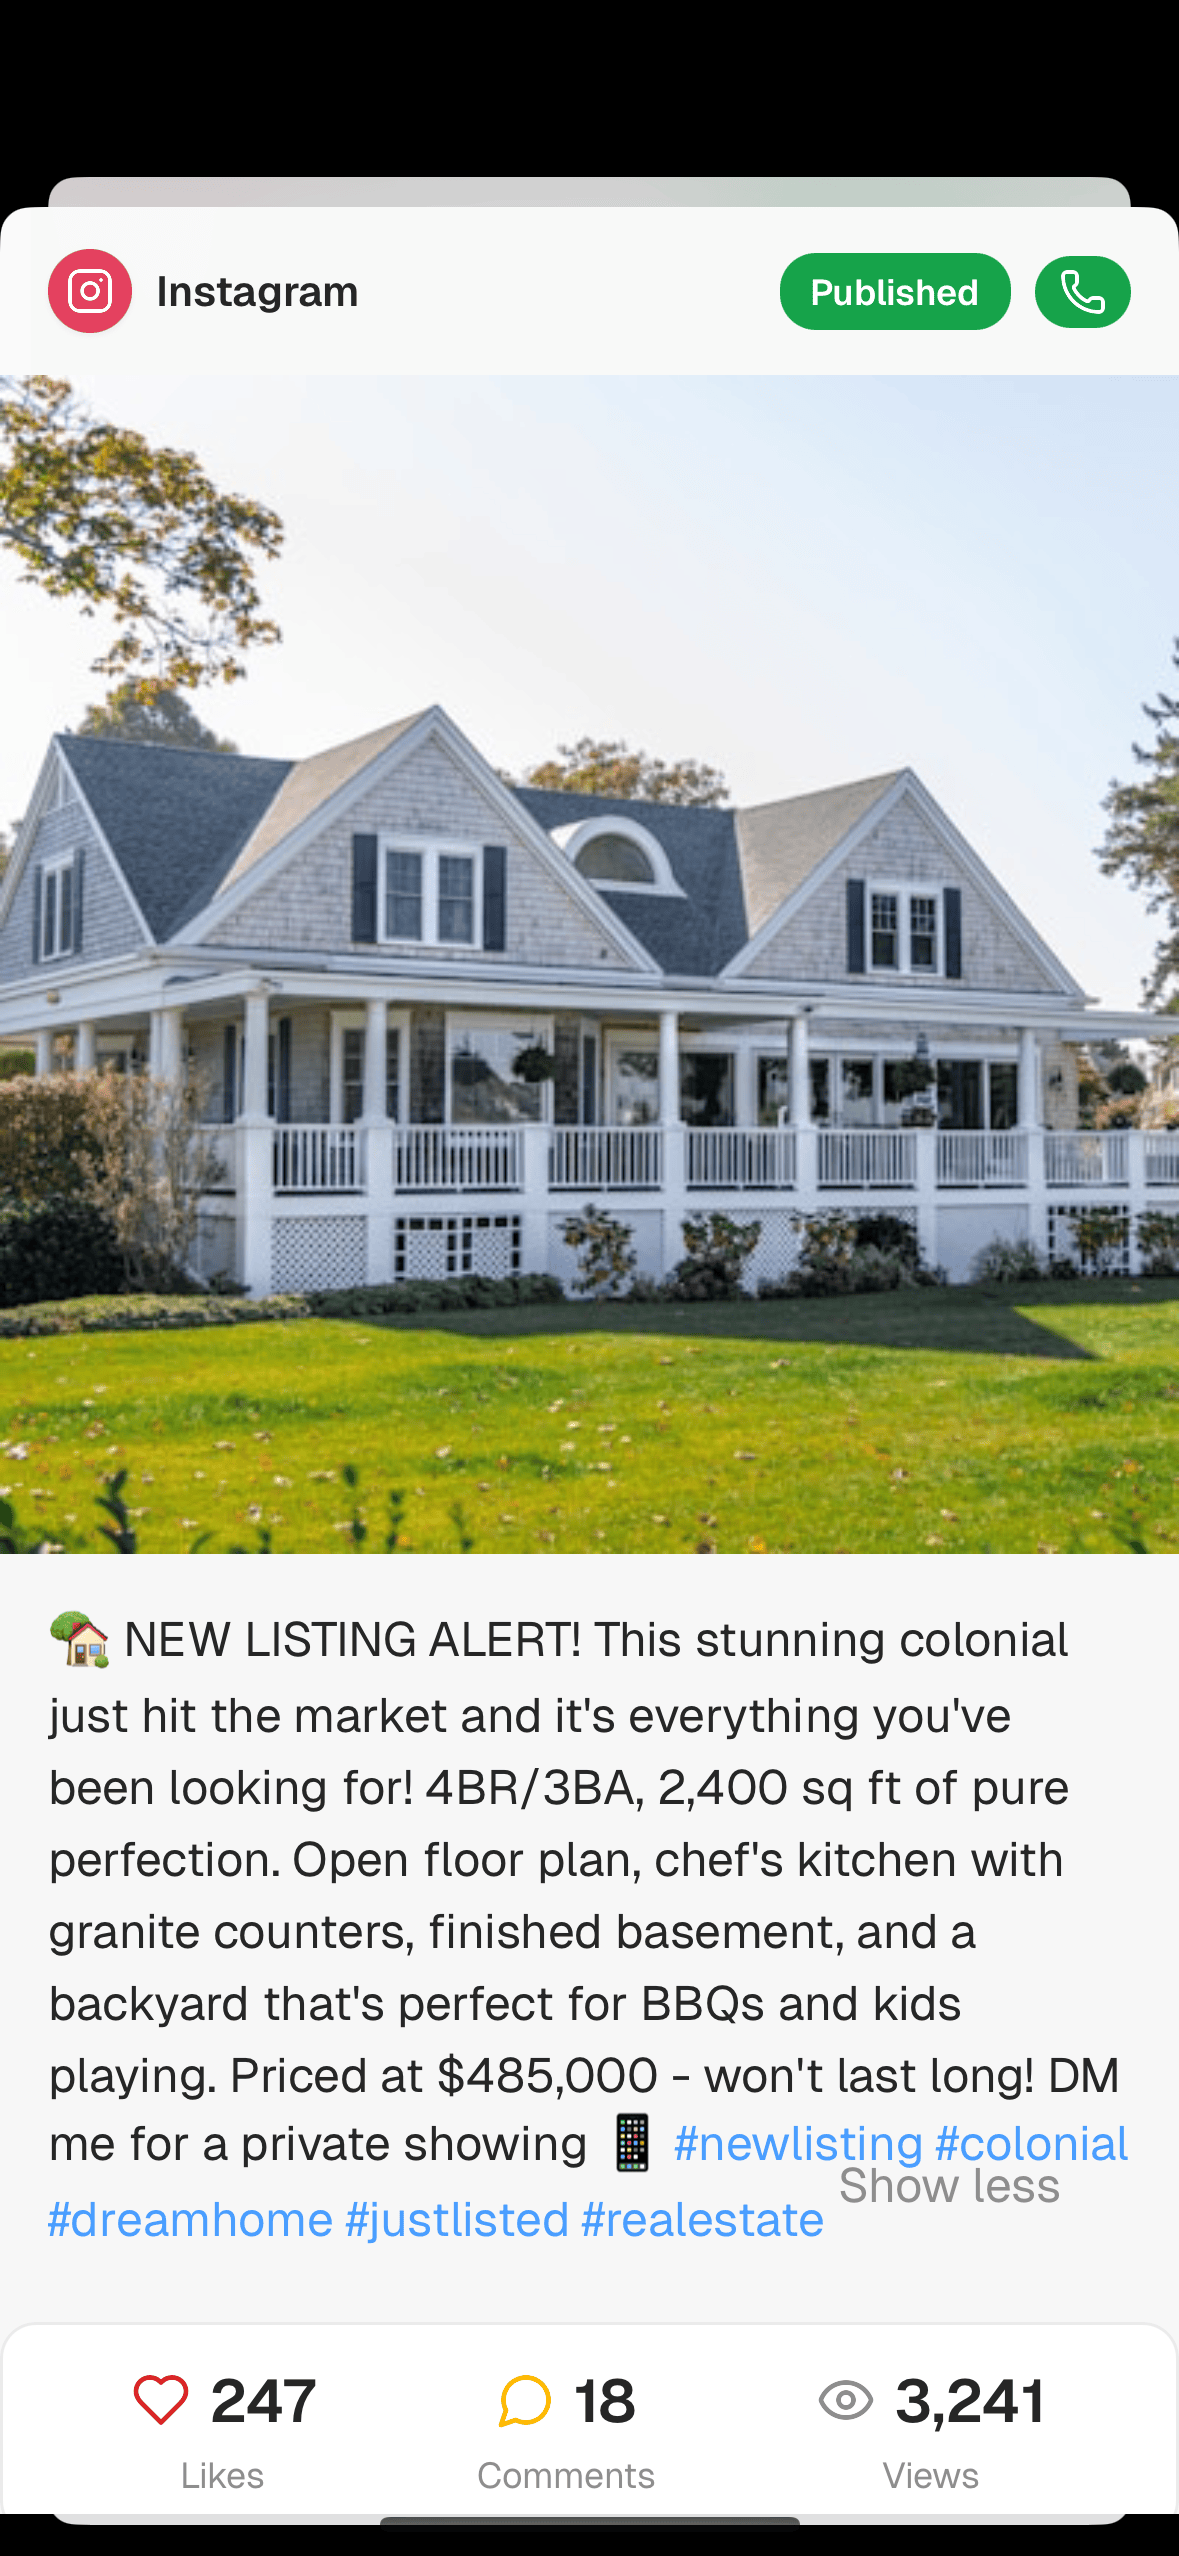 Instagram
Published
🏡 NEW LISTING ALERT! This stunning colonial
just hit the market and it's everything you've
been looking for! 4BR/3BA, 2,400 sq ft of pure
perfection. Open floor plan, chef's kitchen with
granite counters, finished basement, and a
backyard that's perfect for BBQs and kids
playing. Priced at $485,000 - won't last long! DM
me for a private showing 📱 #newlisting #colonial
#dreamhome #justlisted #realestate
Show less
247
18
3,241
Likes
Comments
Views